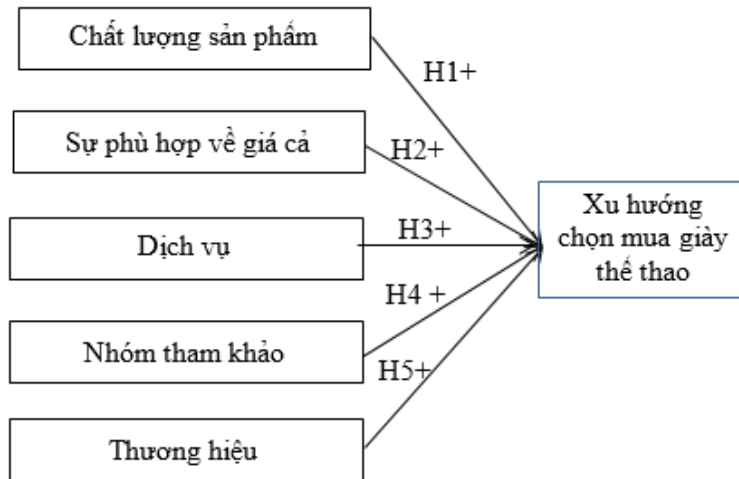 Chất lượng sản phẩm
H1+
Sự phù hợp về giá cả
H2+
Dịch vụ
H3+
Xu hướng
chọn mua giày
thể thao
H4 +
Nhóm tham khảo
H5+
Thương hiệu